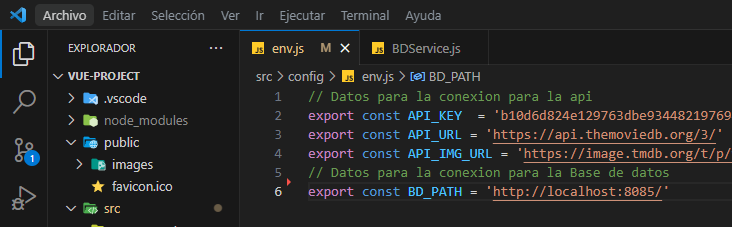 Archivo Editar Selección Ver Ir Ejecutar Terminal Ayuda
EXPLORADOR ...
env.js M
BDService.js
VUE-PROJECT
src > config > env.js > BD_PATH
.vscode
node_modules
public
images
favicon.ico
src
1
1 // Datos para la conexion para la api
2 export const API_KEY = 'b10d6d824e129763dbe93448219769
3 export const API_URL = 'https://api.themoviedb.org/3/'
4 export const API_IMG_URL = 'https://image.tmdb.org/t/p/
5 // Datos para la conexion para la Base de datos
6 export const BD_PATH = 'http://localhost:8085/'